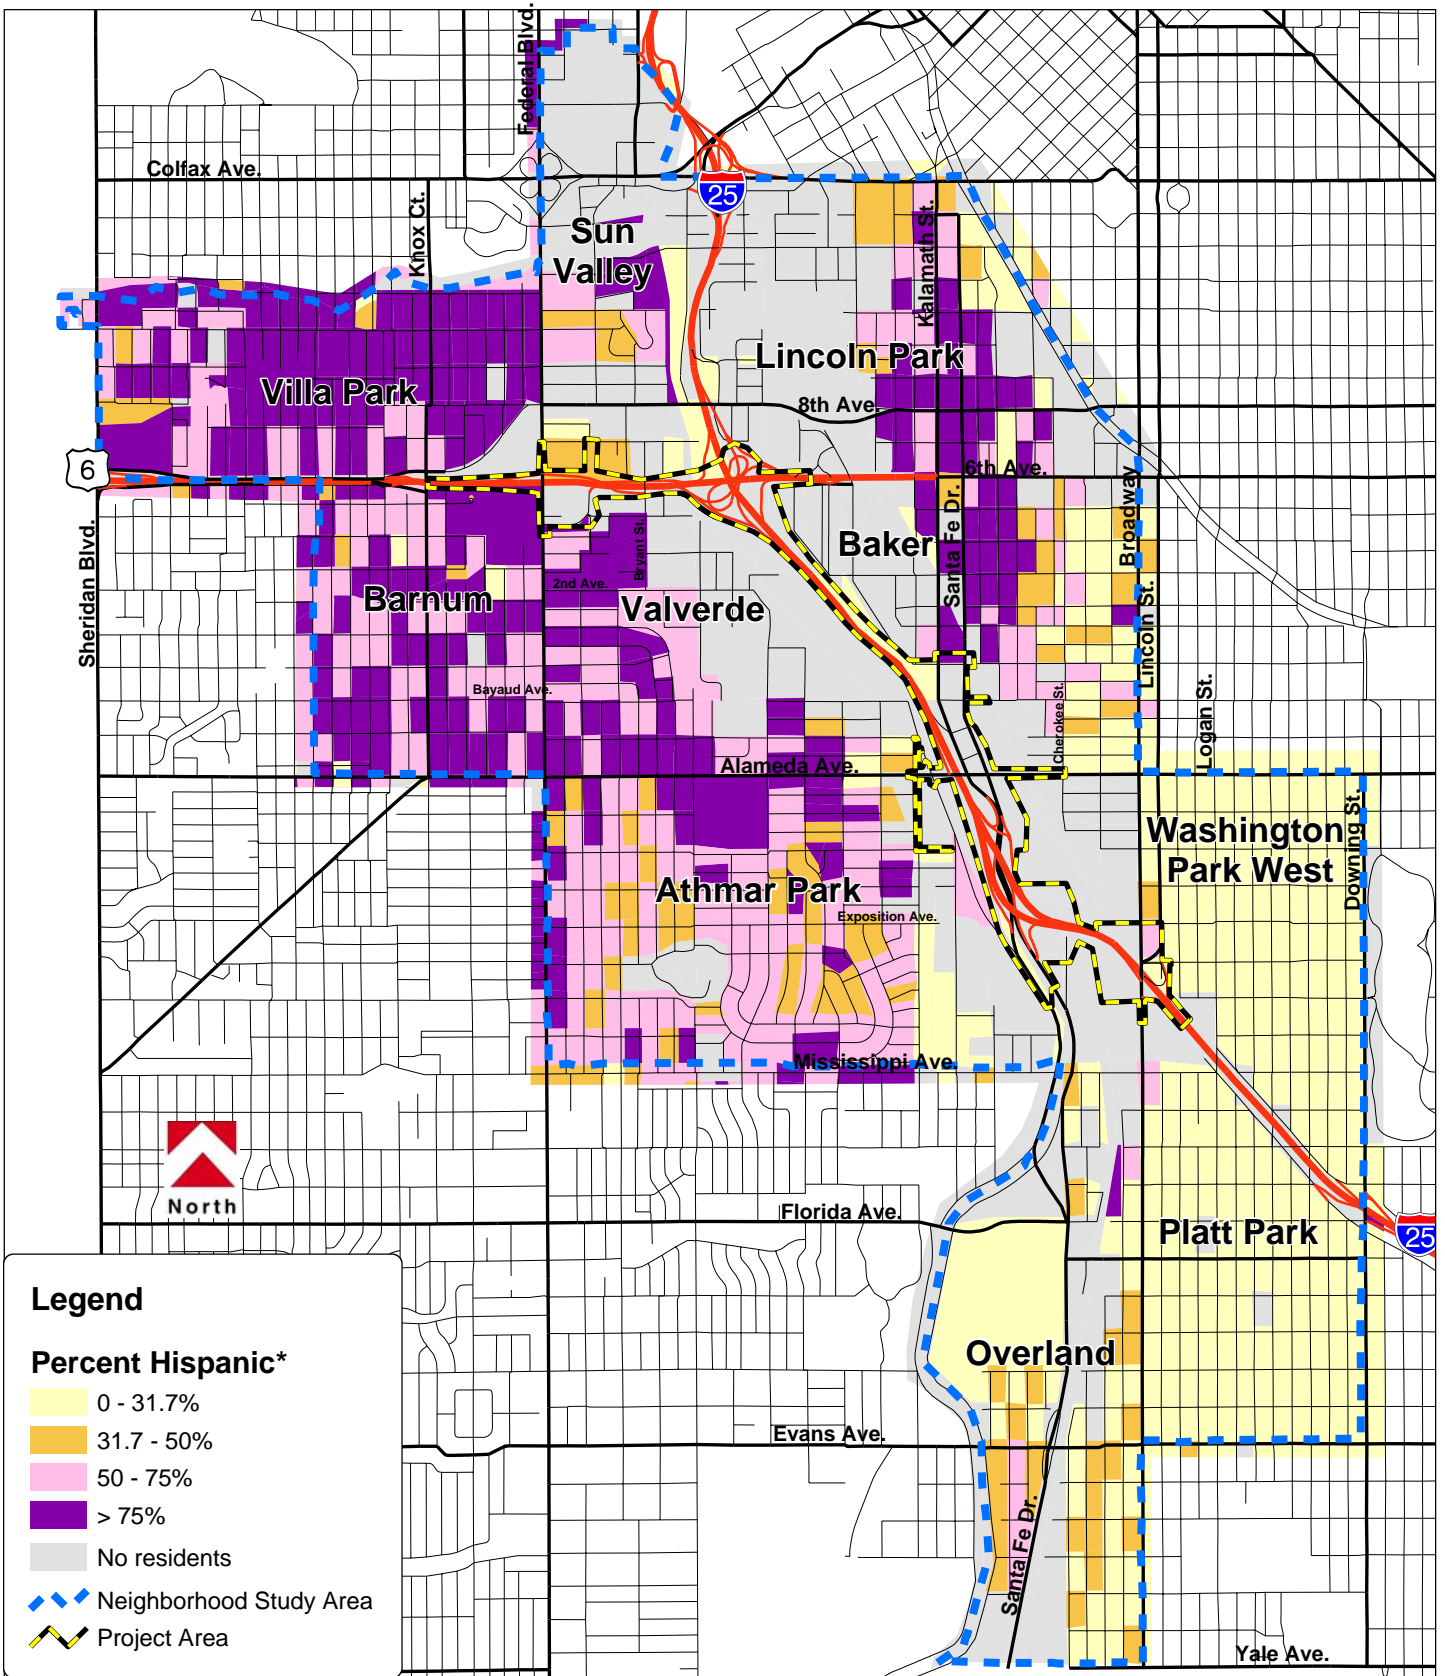 Federal Blvd.
Colfax Ave.
25
Knox Ct.
Sun
Valley
Kalamath St.
Lincoln Park
Villa Park
8th Ave.
6
6th Ave.
Broadway
Sheridan Blvd.
Santa Fe Dr.
Baker
Bryant St.
2nd Ave.
Barnum
Valverde
Lincoln St.
Bayaud Ave.
Cherokee St.
Logan St.
Alameda Ave.
Downing St.
Washington
Park West
Athmar Park
Exposition Ave.
Mississippi Ave.
North
Florida Ave.
Platt Park
25
Overland
Evans Ave.
Santa Fe Dr.
Yale Ave.
Legend
Percent Hispanic*
0 - 31.7%
31.7 - 50%
50 - 75%
> 75%
No residents
Neighborhood Study Area
Project Area